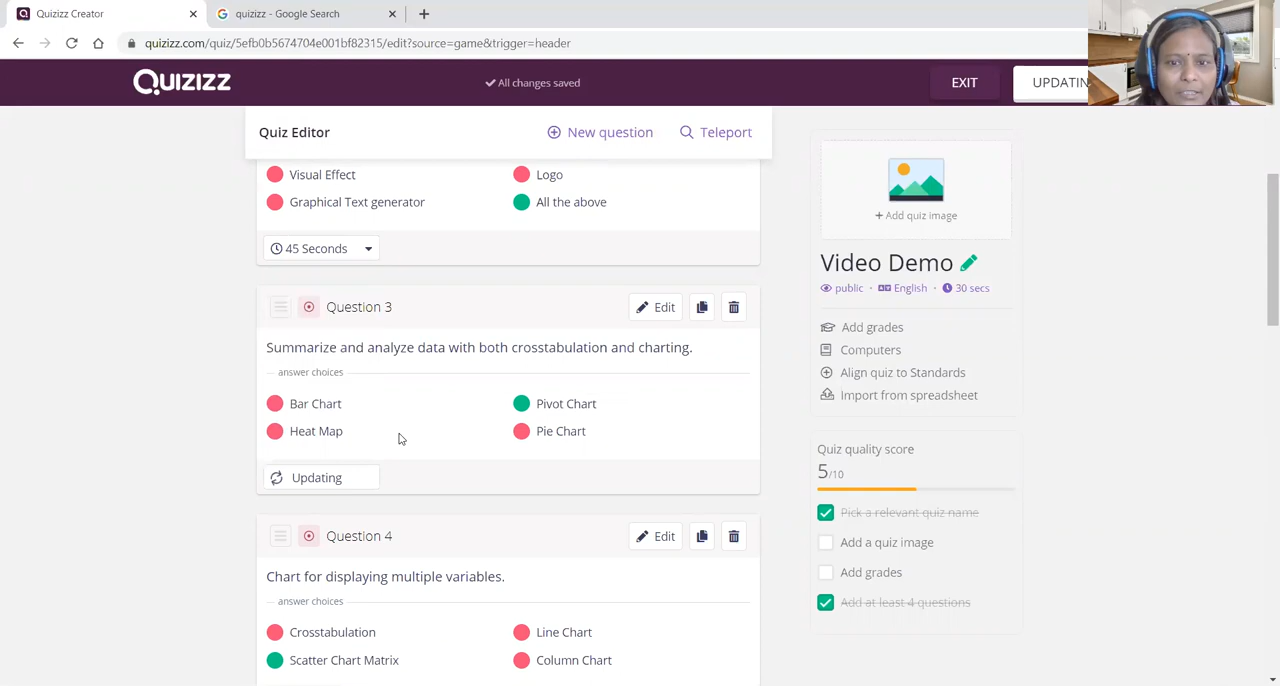 Quizizz Creator
quizizz - Google Search
quizizz.com/quiz/5efb0b5674704e001bf82315/edit?source=game&trigger=header
QUIZIZZ
All changes saved
EXIT
UPDATIN
Quiz Editor
New question
Teleport
Visual Effect
Logo
Graphical Text generator
All the above
45 Seconds
Question 3
Edit
Summarize and analyze data with both crosstabulation and charting.
answer choices
Bar Chart
Pivot Chart
Heat Map
Pie Chart
Updating
Question 4
Edit
Chart for displaying multiple variables.
answer choices
Crosstabulation
Line Chart
Scatter Chart Matrix
Column Chart
+ Add quiz image
Video Demo
public · English · 30 secs
Add grades
Computers
Align quiz to Standards
Import from spreadsheet
Quiz quality score
5/10
Pick a relevant quiz name
Add a quiz image
Add grades
Add at least 4 questions